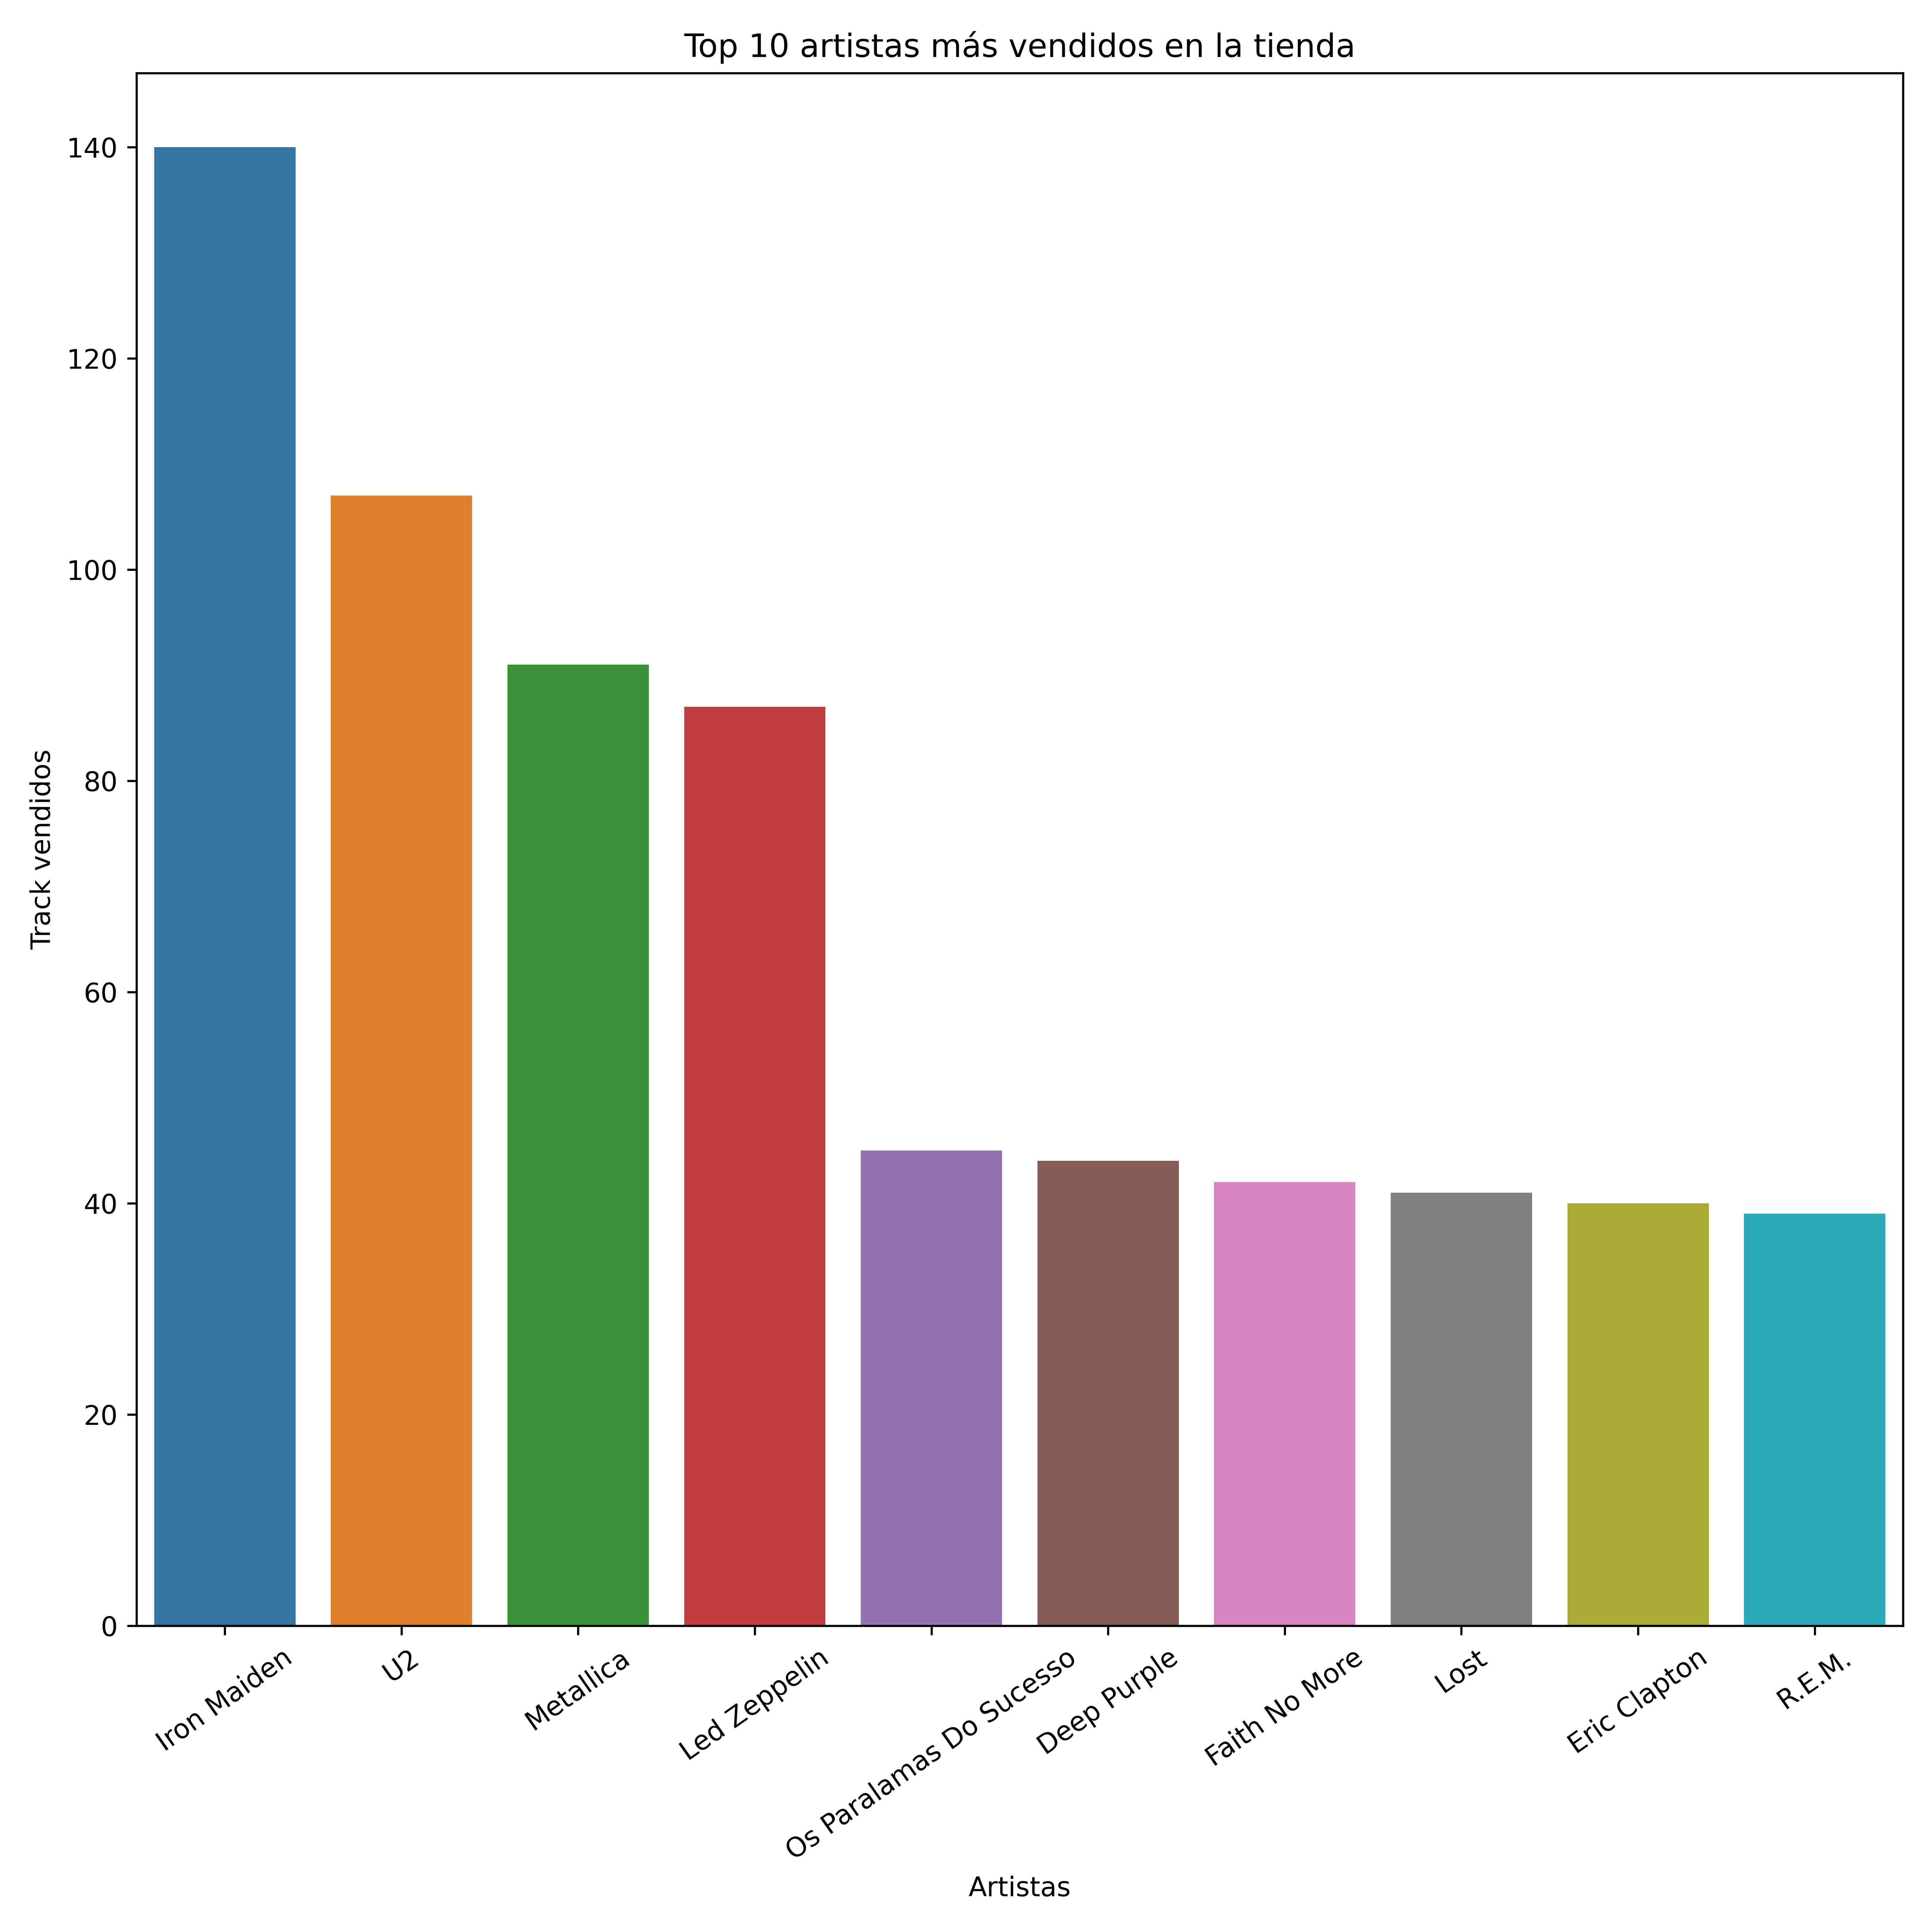 Top 10 artistas más vendidos en la tienda
Track vendidos
140
120
100
80
60
40
20
0
Iron Maiden
U2
Metallica
Led Zeppelin
Os Paralamas Do Sucesso
Deep Purple
Faith No More
Lost
Eric Clapton
R.E.M.
Artistas